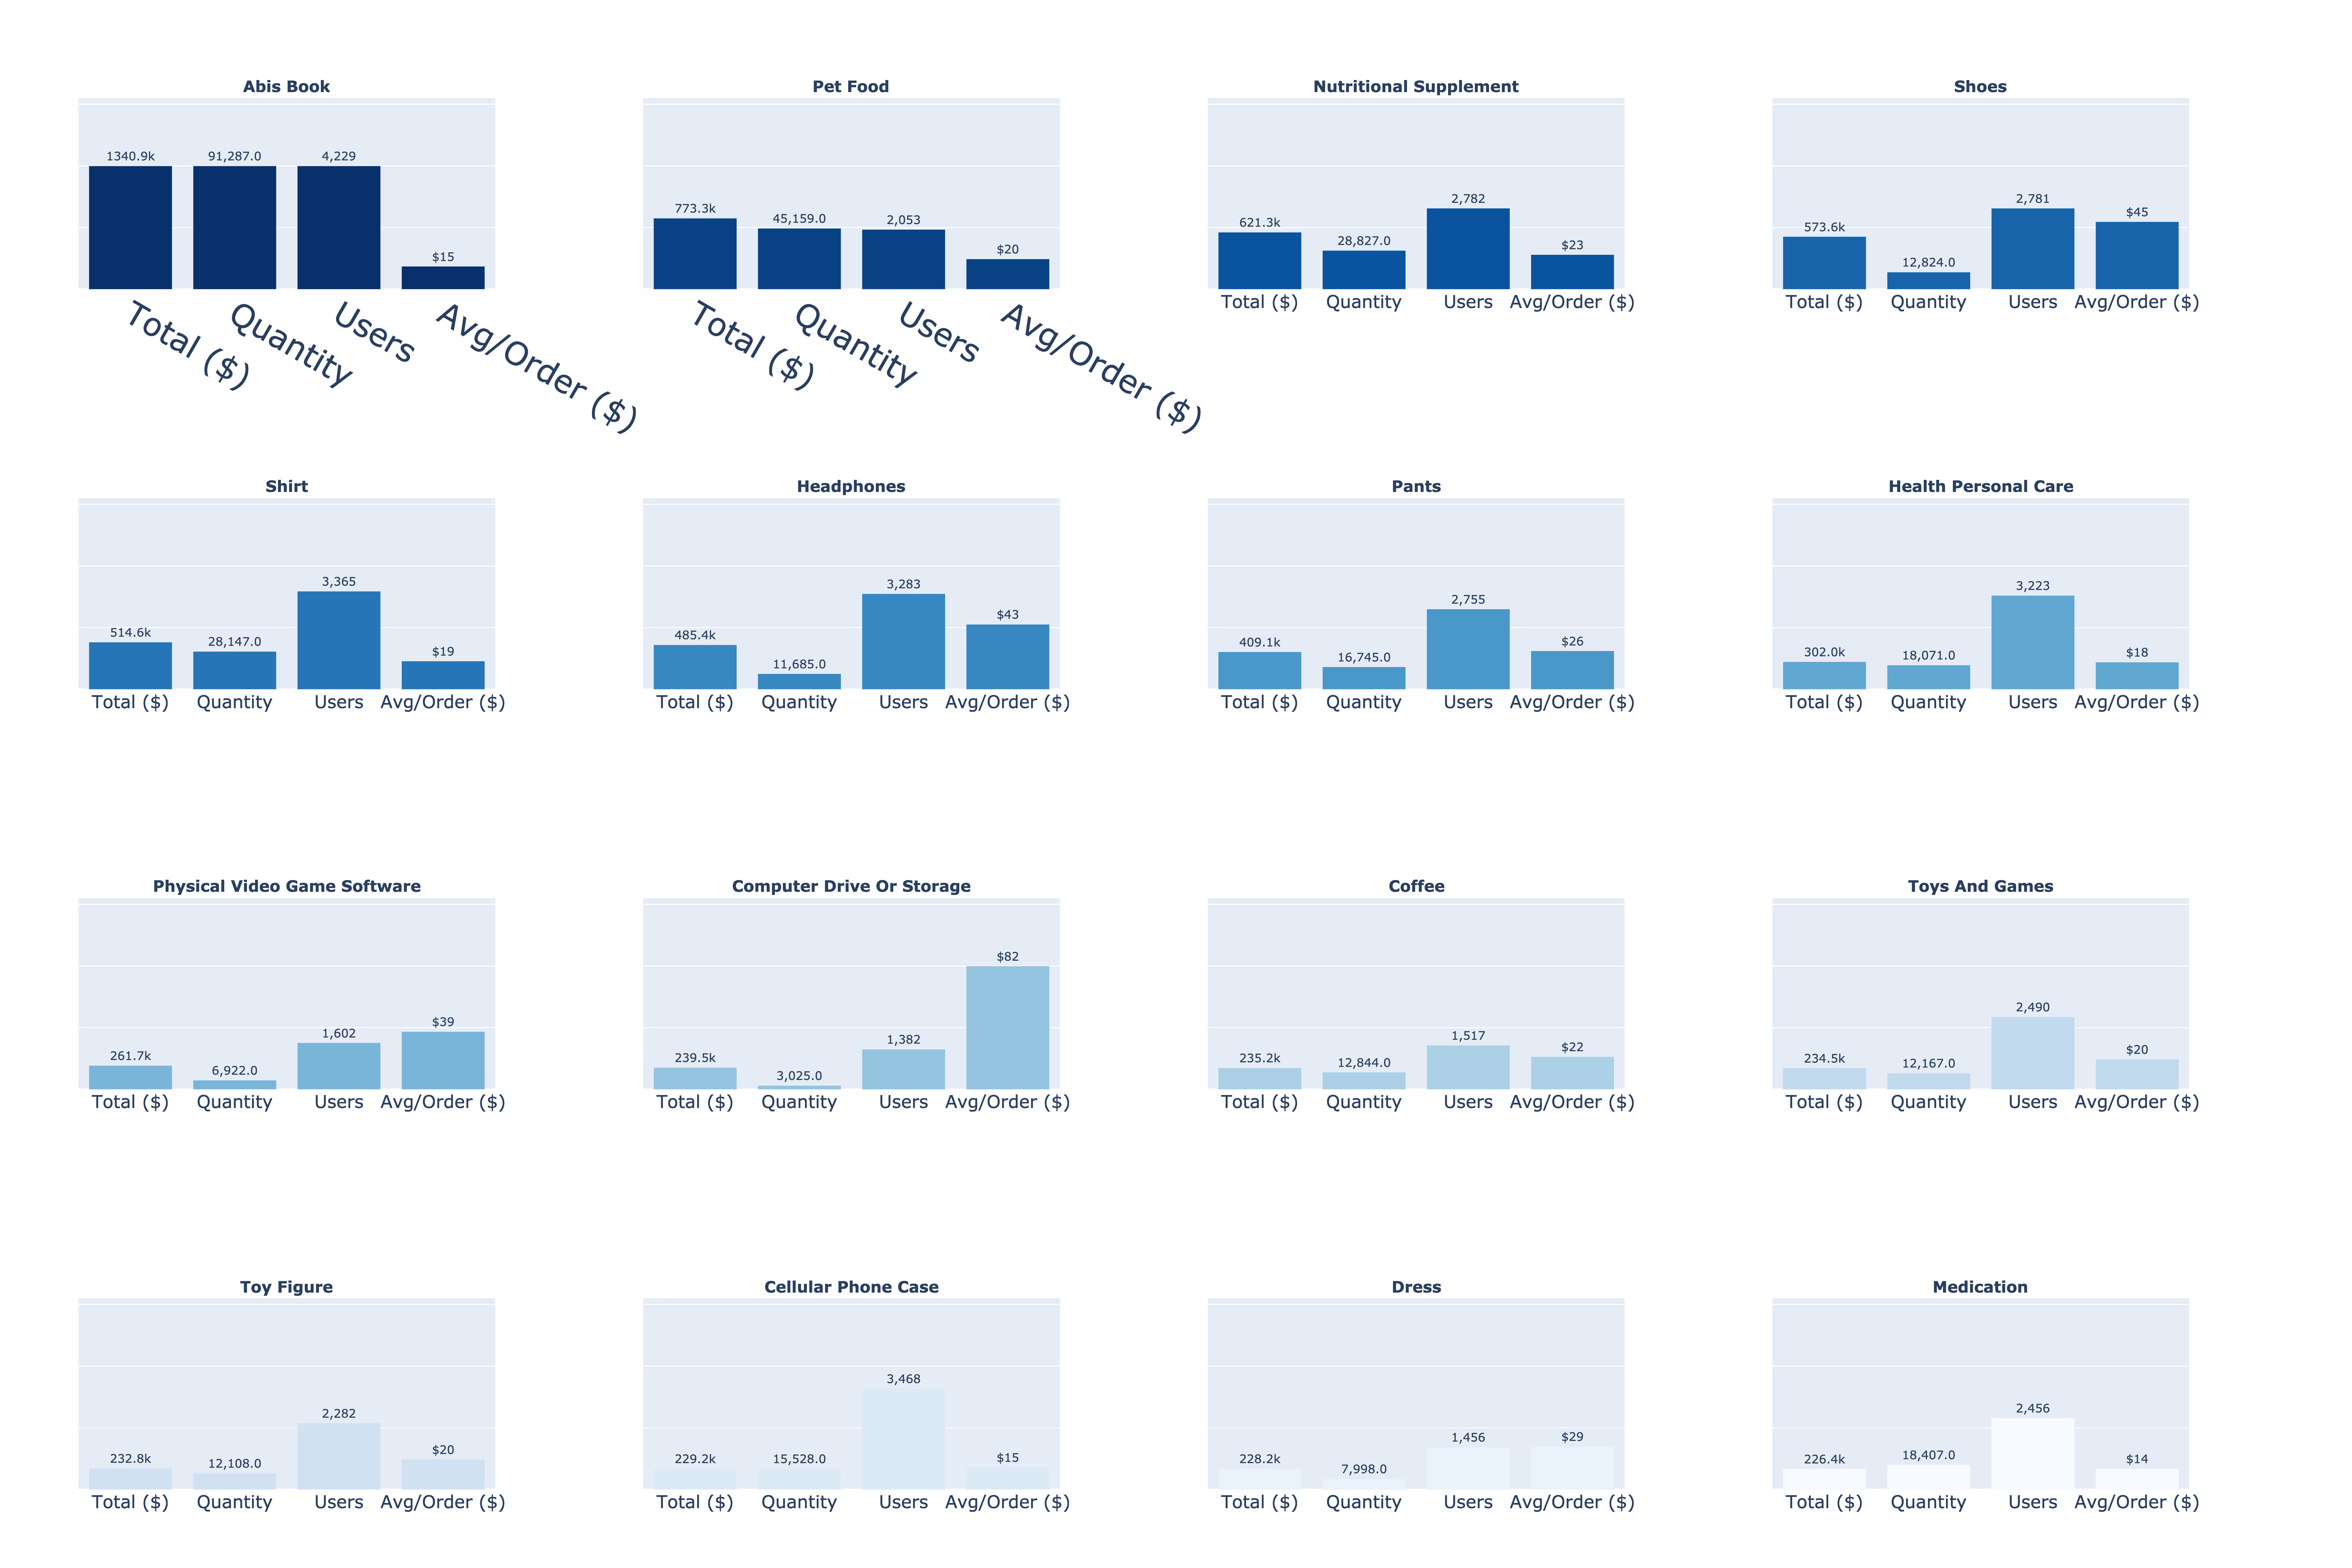 Abis Book
1340.9k 91,287.0 4,229 $15
Total ($) Quantity Users Avg/Order ($)
Pet Food
773.3k 45,159.0 2,053 $20
Total ($) Quantity Users Avg/Order ($)
Nutritional Supplement
621.3k 28,827.0 2,782 $23
Total ($) Quantity Users Avg/Order ($)
Shoes
573.6k 12,824.0 2,781 $45
Total ($) Quantity Users Avg/Order ($)
Shirt
514.6k 28,147.0 3,365 $19
Total ($) Quantity Users Avg/Order ($)
Headphones
485.4k 11,685.0 3,283 $43
Total ($) Quantity Users Avg/Order ($)
Pants
409.1k 16,745.0 2,755 $26
Total ($) Quantity Users Avg/Order ($)
Health Personal Care
302.0k 18,071.0 3,223 $18
Total ($) Quantity Users Avg/Order ($)
Physical Video Game Software
261.7k 6,922.0 1,602 $39
Total ($) Quantity Users Avg/Order ($)
Computer Drive Or Storage
239.5k 3,025.0 1,382 $82
Total ($) Quantity Users Avg/Order ($)
Coffee
235.2k 12,844.0 1,517 $22
Total ($) Quantity Users Avg/Order ($)
Toys And Games
234.5k 12,167.0 2,490 $20
Total ($) Quantity Users Avg/Order ($)
Toy Figure
232.8k 12,108.0 2,282 $20
Total ($) Quantity Users Avg/Order ($)
Cellular Phone Case
229.2k 15,528.0 3,468 $15
Total ($) Quantity Users Avg/Order ($)
Dress
228.2k 7,998.0 1,456 $29
Total ($) Quantity Users Avg/Order ($)
Medication
226.4k 18,407.0 2,456 $14
Total ($) Quantity Users Avg/Order ($)